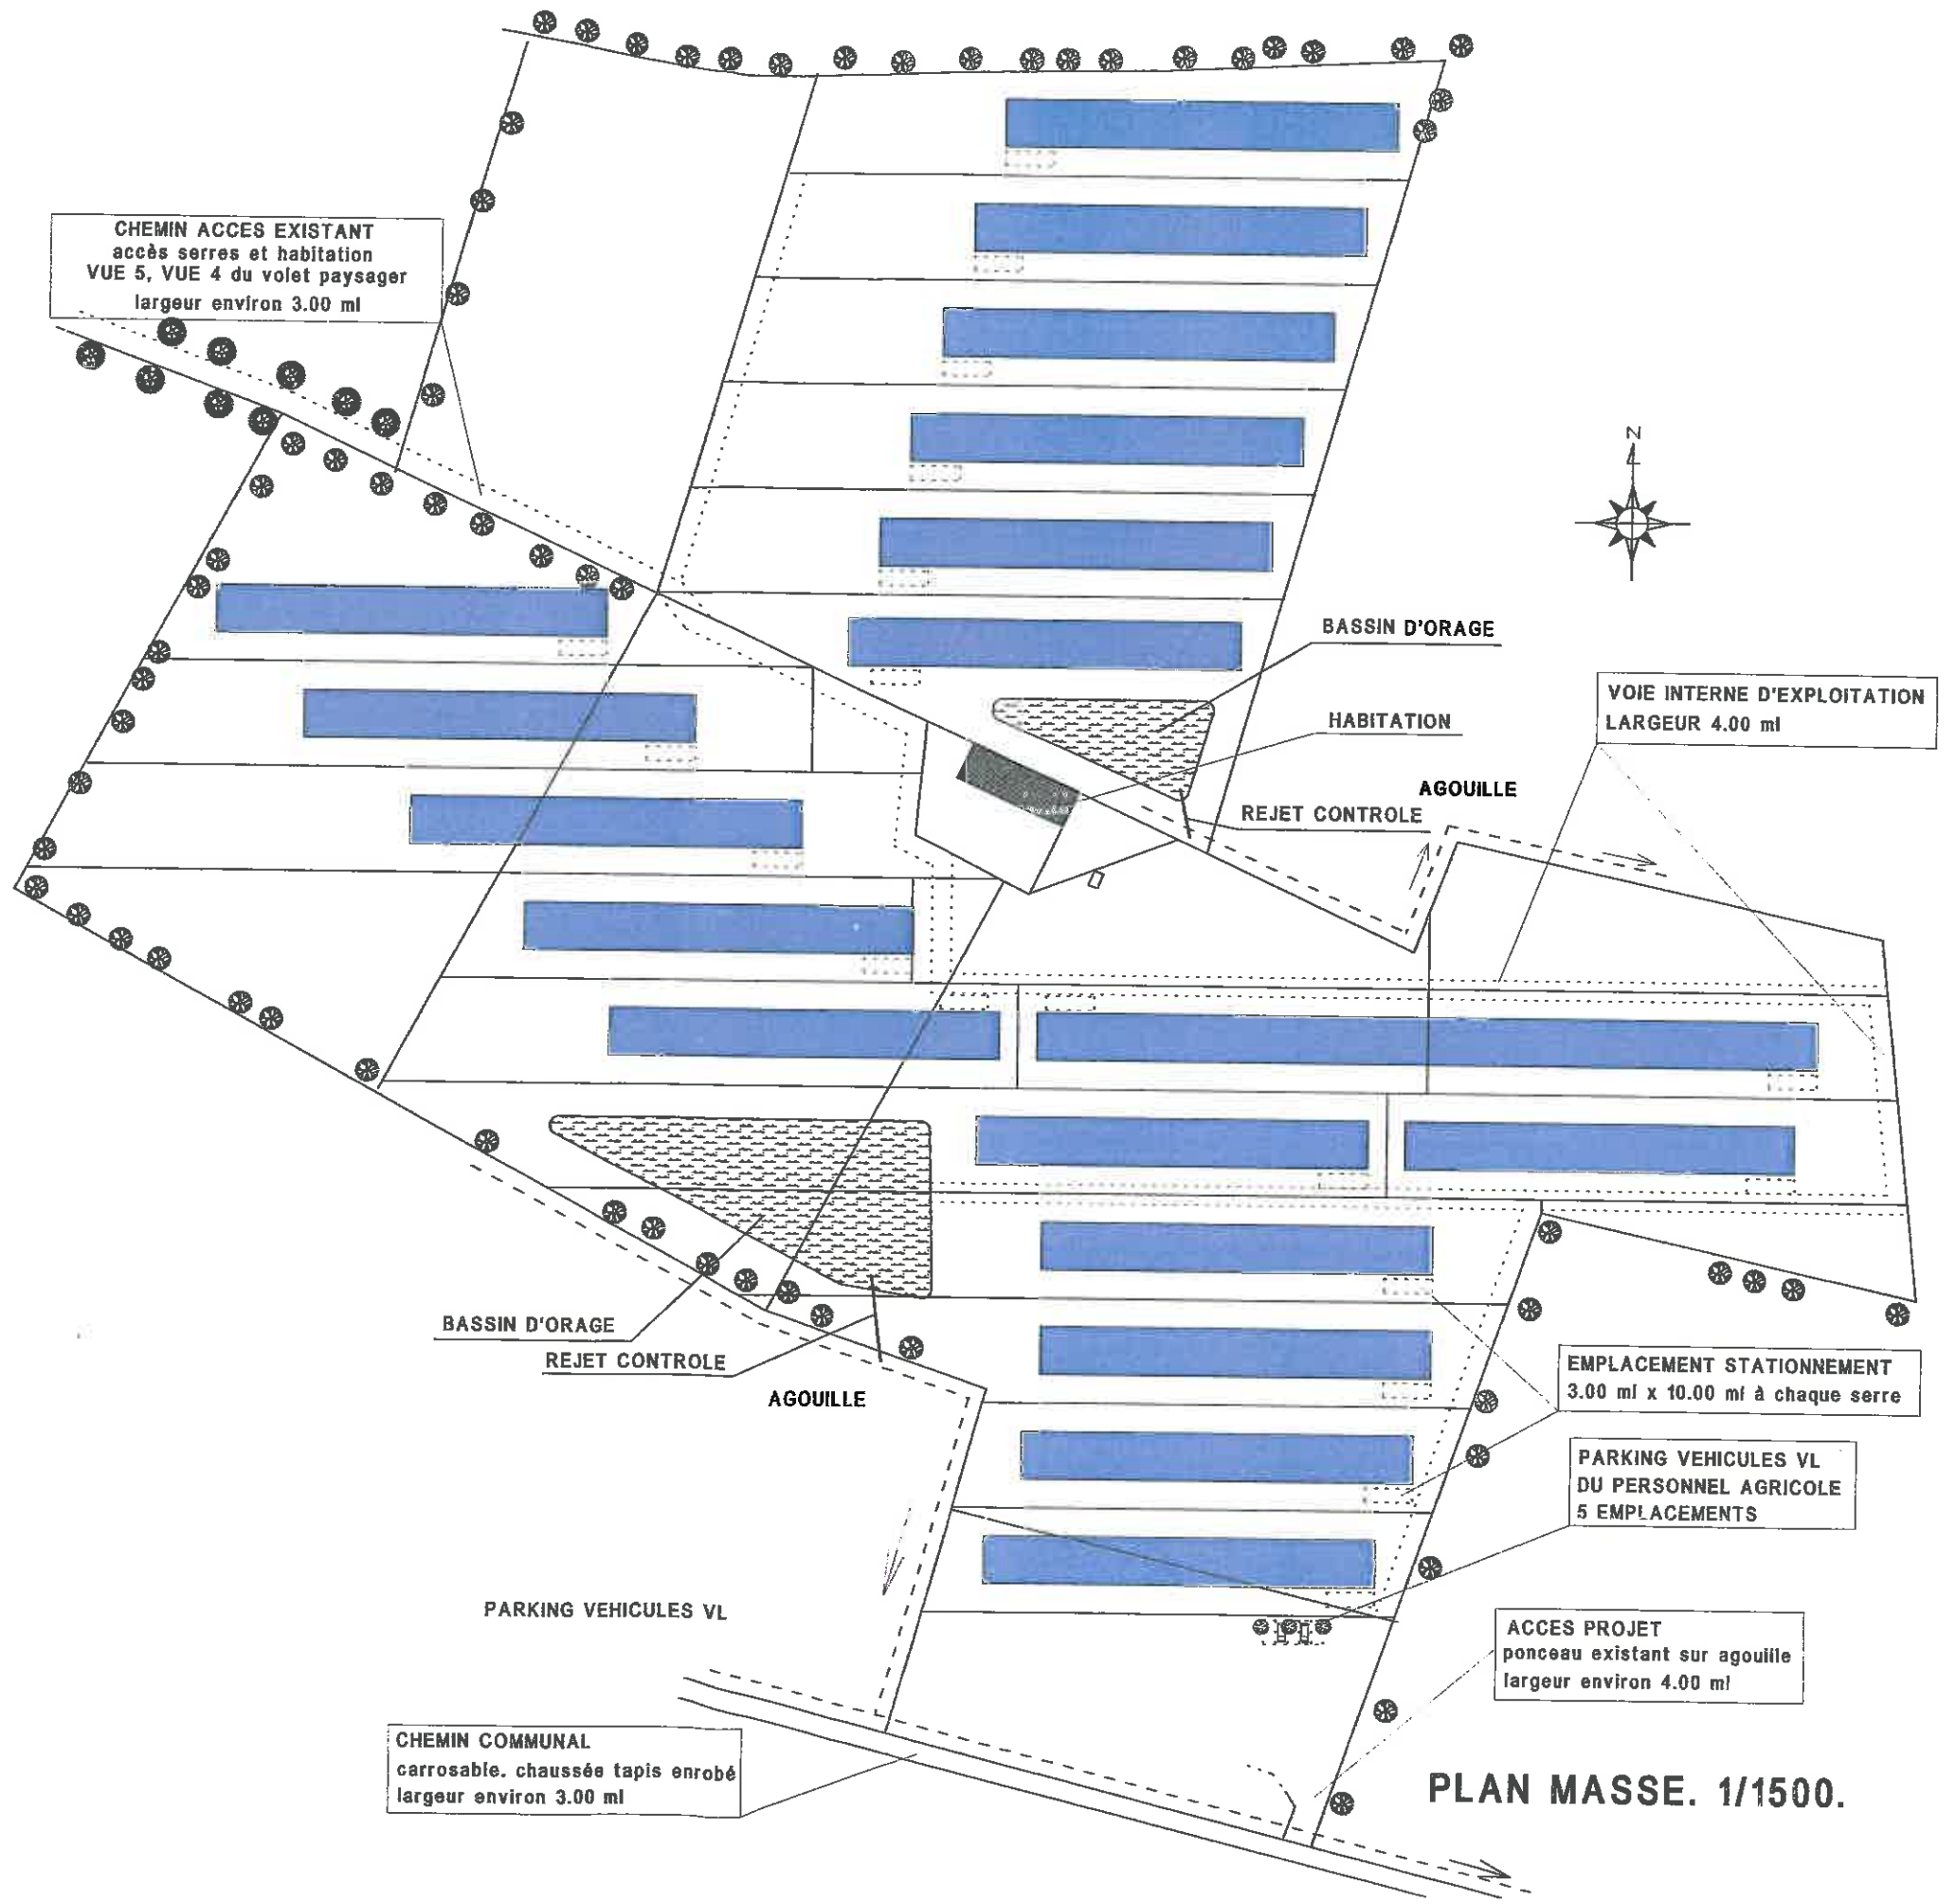 CHEMIN ACCES EXISTANT
accès serres et habitation
VUE 5, VUE 4 du volet paysager
largeur environ 3.00 ml
N
BASSIN D'ORAGE
HABITATION
VOIE INTERNE D'EXPLOITATION
LARGEUR 4.00 ml
AGOUILLE
REJET CONTROLE
BASSIN D'ORAGE
REJET CONTROLE
AGOUILLE
EMPLACEMENT STATIONNEMENT
3.00 ml x 10.00 ml à chaque serre
PARKING VEHICULES VL
DU PERSONNEL AGRICOLE
5 EMPLACEMENTS
PARKING VEHICULES VL
ACCES PROJET
ponceau existant sur agouille
largeur environ 4.00 ml
CHEMIN COMMUNAL
carrosable. chaussée tapis enrobé
largeur environ 3.00 ml
PLAN MASSE. 1/1500.